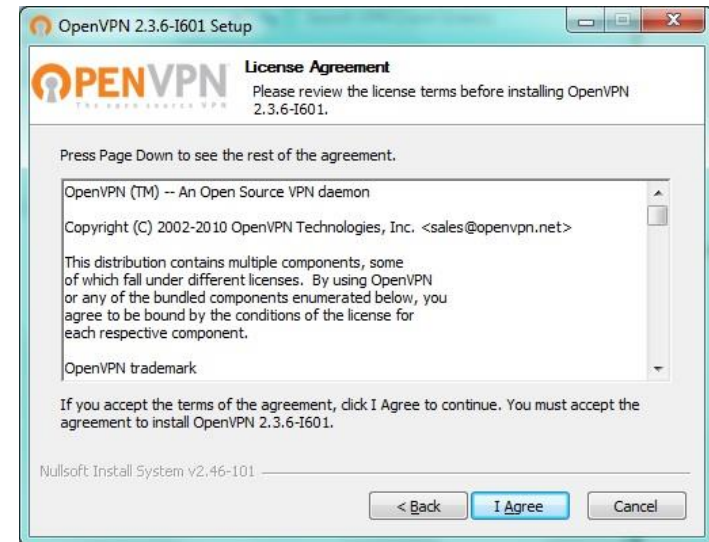 OpenVPN 2.3.6-I601 Setup
OPENVPN
The open source VPN
License Agreement
Please review the license terms before installing OpenVPN
2.3.6-I601.
Press Page Down to see the rest of the agreement.
OpenVPN (TM) -- An Open Source VPN daemon
Copyright (C) 2002-2010 OpenVPN Technologies, Inc. <sales@openvpn.net>
This distribution contains multiple components, some
of which fall under different licenses.  By using OpenVPN
or any of the bundled components enumerated below, you
agree to be bound by the conditions of the license for
each respective component.
OpenVPN trademark
If you accept the terms of the agreement, click I Agree to continue. You must accept the
agreement to install OpenVPN 2.3.6-I601.
Nullsoft Install System v2.46-101
< Back I Agree Cancel